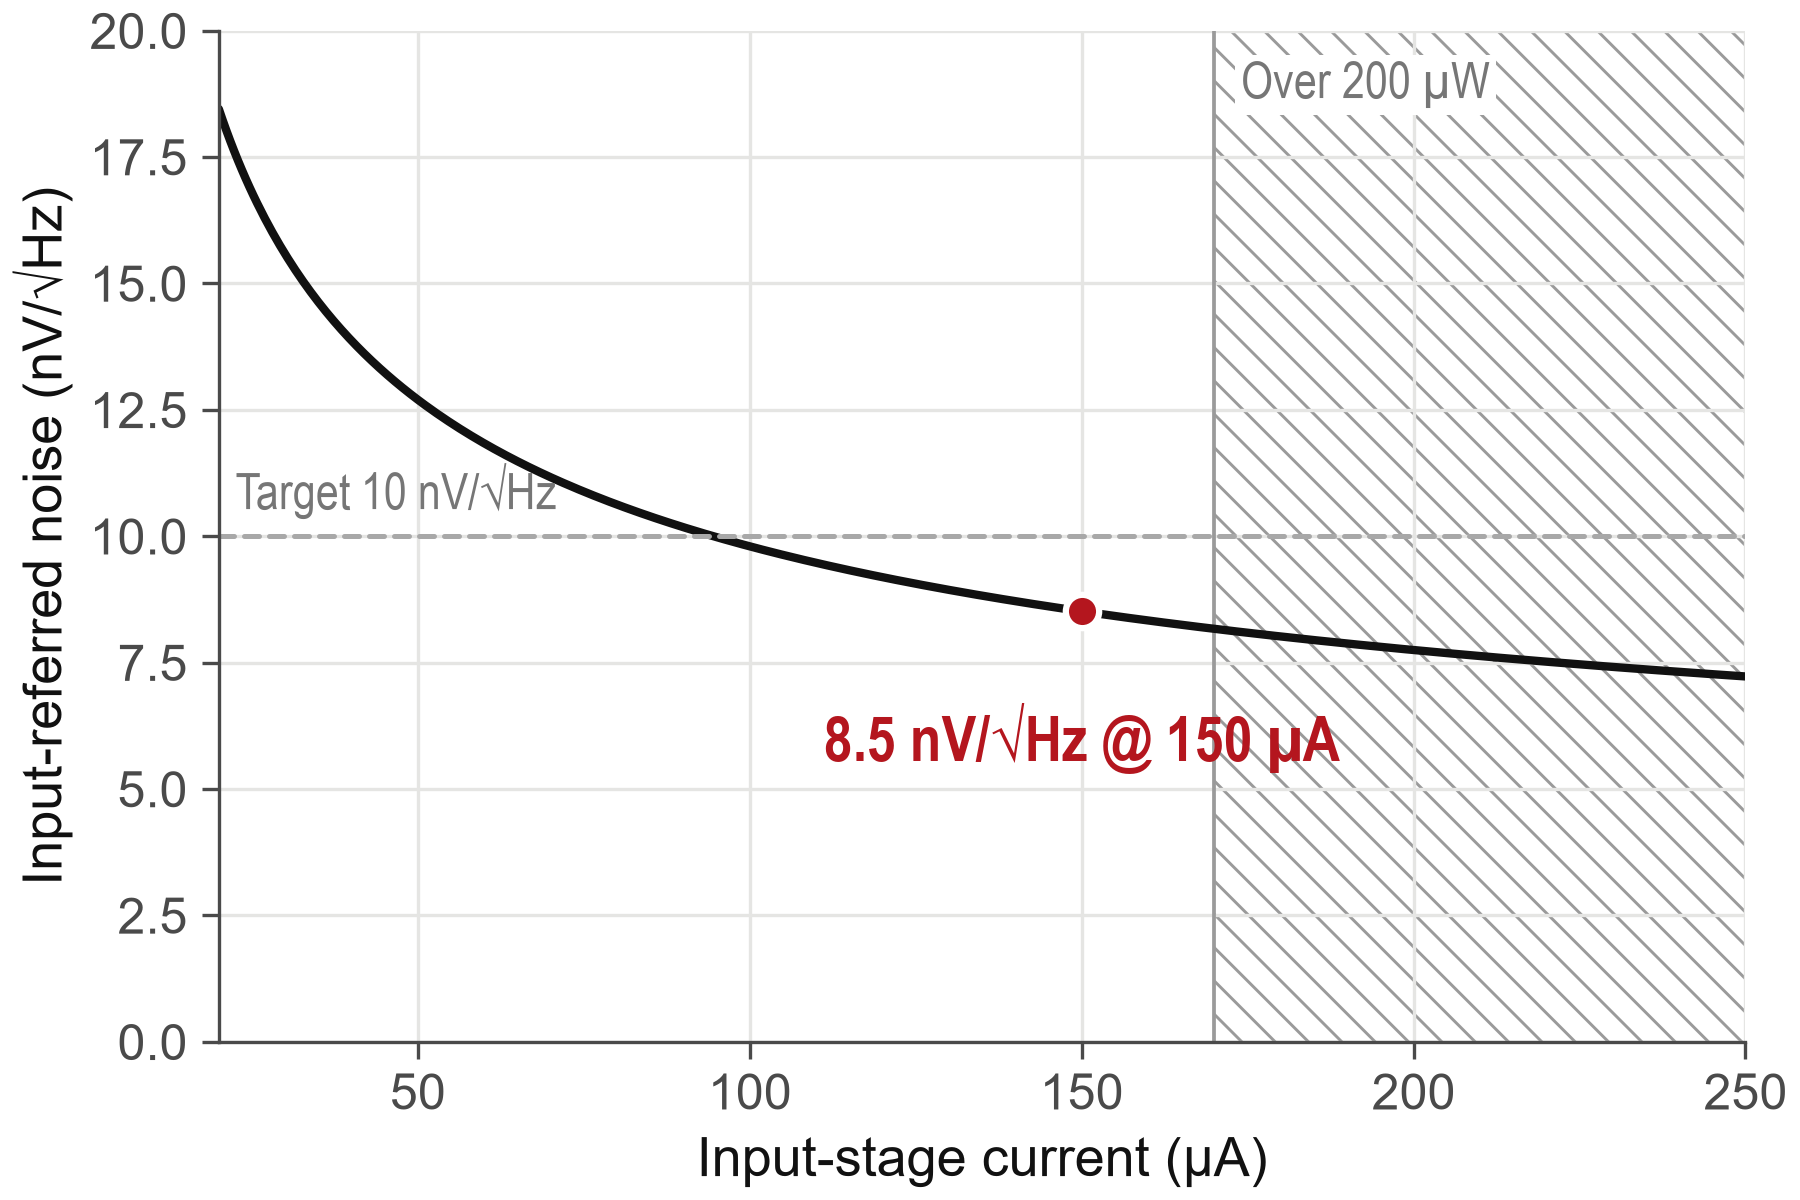 20.0
17.5
15.0
12.5
10.0
7.5
5.0
2.5
0.0
Input-referred noise (nV/√Hz)
Over 200 µW
Target 10 nV/√Hz
8.5 nV/√Hz @ 150 µA
50
100
150
200
250
Input-stage current (µA)